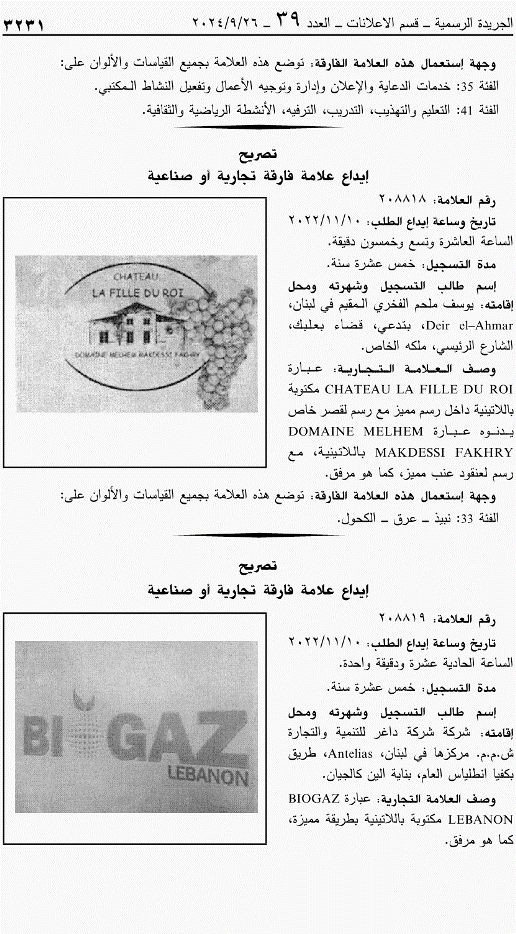 الجريدة الرسمية ــ قسم الاعلانات ــ العدد ٣٩ ــ ٢٠٢٤/٩/٢٦
٣٢٣١
وجهة إستعمال هذه العلامة الفارقة: توضع هذه العلامة بجميع القياسات والألوان على:
الفئة 35: خدمات الدعاية والإعلان وإدارة وتوجيه الأعمال وتفعيل النشاط المكتبي.
الفئة 41: التعليم والتهذيب، التدريب، الترفيه، الأنشطة الرياضية والثقافية.
تصريح
إيداع علامة فارقة تجارية أو صناعية
رقم العلامة: ٢٠٨٨١٨
تاريخ وساعة إيداع الطلب: ٢٠٢٢/١١/١٠
الساعة العاشرة وتسع وخمسون دقيقة.
مدة التسجيل: خمس عشرة سنة.
إسم طالب التسجيل وشهرته ومحل
إقامته: يوسف ملحم الفخري المقيم في لبنان،
Deir el–Ahmar، بتدعي، قضاء بعلبك،
الشارع الرئيسي، ملكه الخاص.
وصف العلامة التجارية: عبارة
CHATEAU LA FILLE DU ROI مكتوبة
باللاتينية داخل رسم مميز مع رسم لقصر خاص
يدنوه عبارة DOMAINE MELHEM
MAKDESSI FAKHRY باللاتينية، مع
رسم لعنقود عنب مميز، كما هو مرفق.
CHATEAU
LA FILLE DU ROI
DOMAINE MELHEM MAKDESSI FAKHRY
وجهة إستعمال هذه العلامة الفارقة: توضع هذه العلامة بجميع القياسات والألوان على:
الفئة 33: نبيذ ــ عرق ــ الكحول.
تصريح
إيداع علامة فارقة تجارية أو صناعية
رقم العلامة: ٢٠٨٨١٩
تاريخ وساعة إيداع الطلب: ٢٠٢٢/١١/١٠
الساعة الحادية عشرة ودقيقة واحدة.
مدة التسجيل: خمس عشرة سنة.
إسم طالب التسجيل وشهرته ومحل
إقامته: شركة شركة داغر للتنمية والتجارة
ش.م.م. مركزها في لبنان، Antelias، طريق
بكفيا انطلياس العام، بناية الين كالجيان.
وصف العلامة التجارية: عبارة BIOGAZ
LEBANON مكتوبة باللاتينية بطريقة مميزة،
كما هو مرفق.
BIOGAZ
LEBANON